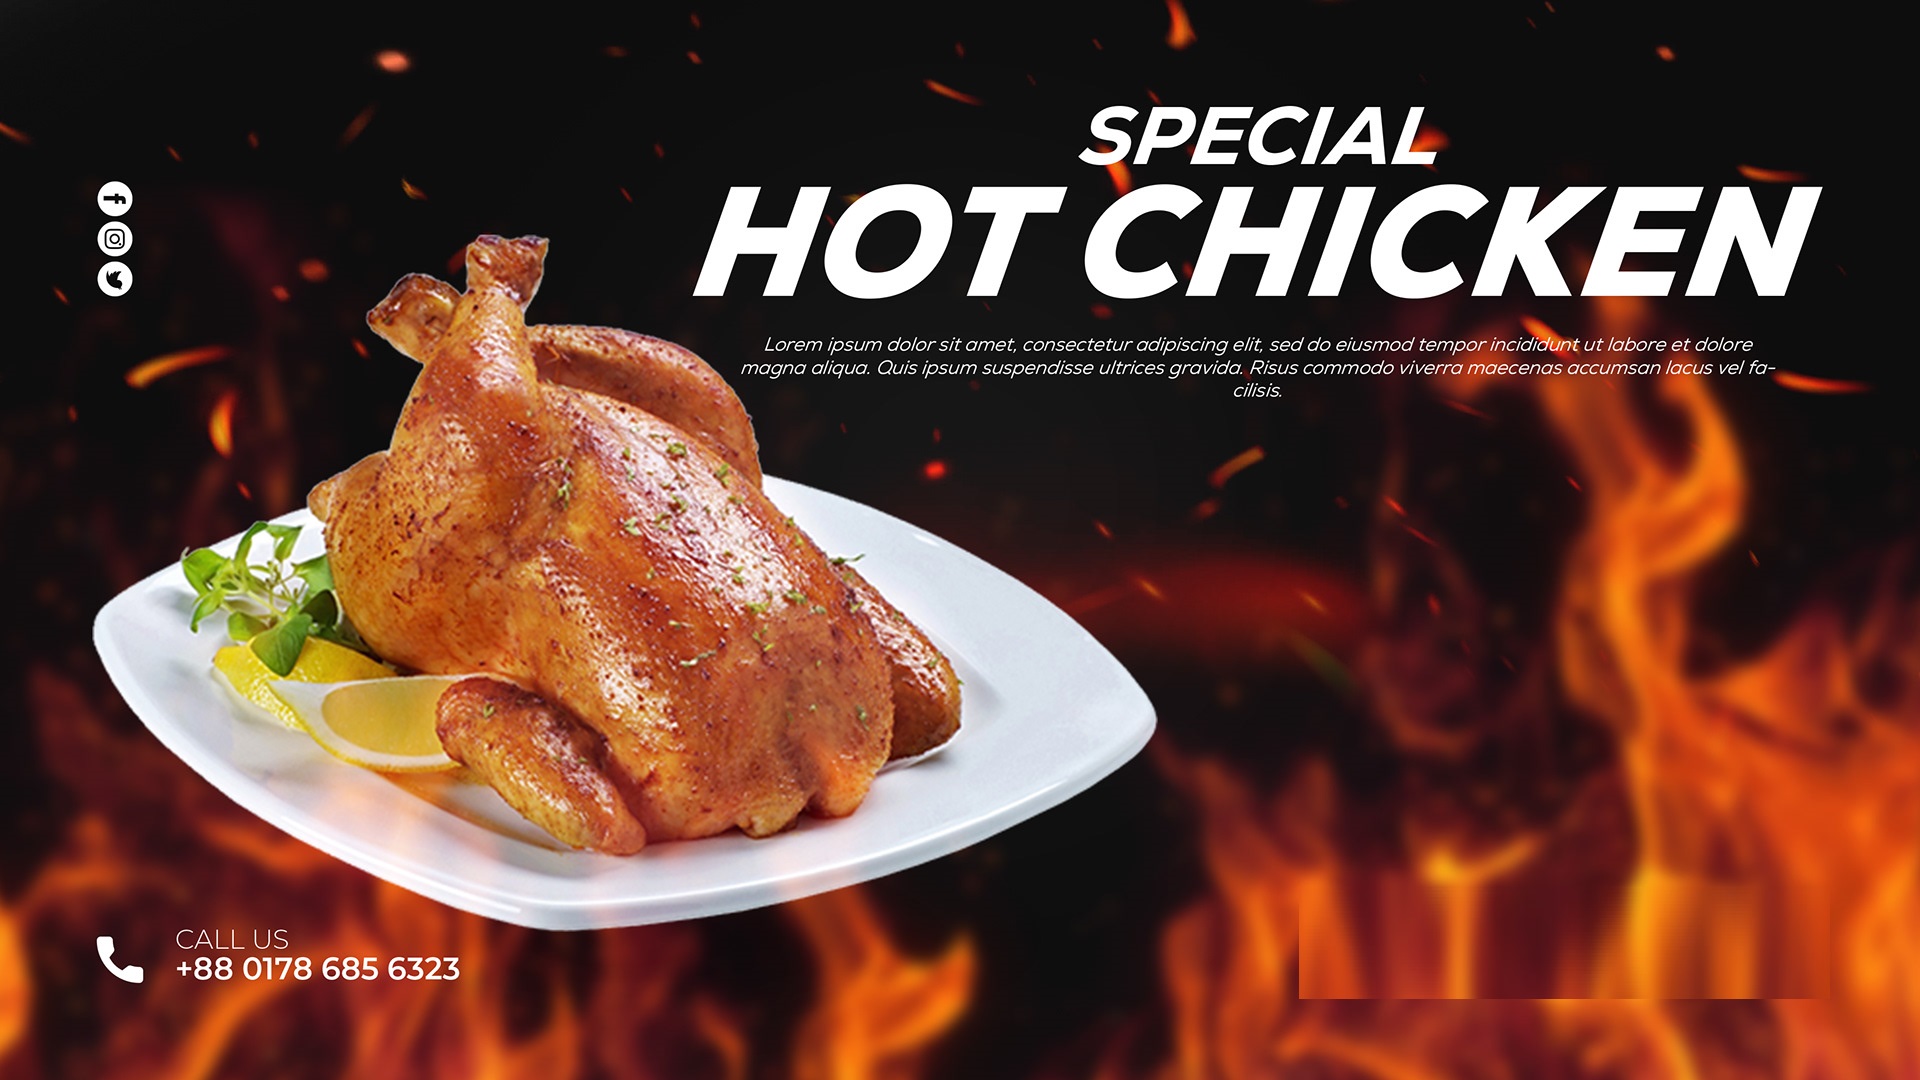 SPECIAL
HOT CHICKEN
Lorem ipsum dolor sit amet, consectetur adipiscing elit, sed do eiusmod tempor incididunt ut labore et dolore
magna aliqua. Quis ipsum suspendisse ultrices gravida. Risus commodo viverra maecenas accumsan lacus vel fa-
cilisis.
CALL US
+88 0178 685 6323